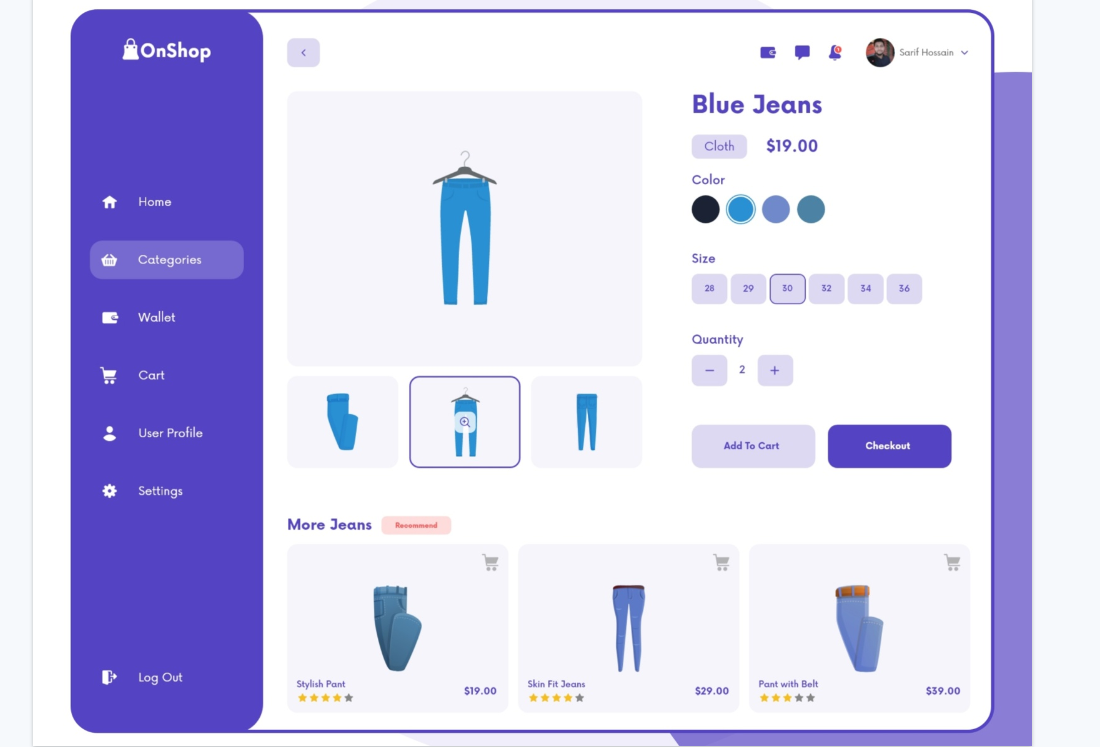 OnShop
Home
Categories
Wallet
Cart
User Profile
Settings
Log Out
Sarif Hossain
Blue Jeans
Cloth $19.00
Color
Size
28 29 30 32 34 36
Quantity
− 2 +
Add To Cart Checkout
More Jeans Recommend
Stylish Pant
$19.00
Skin Fit Jeans
$29.00
Pant with Belt
$39.00